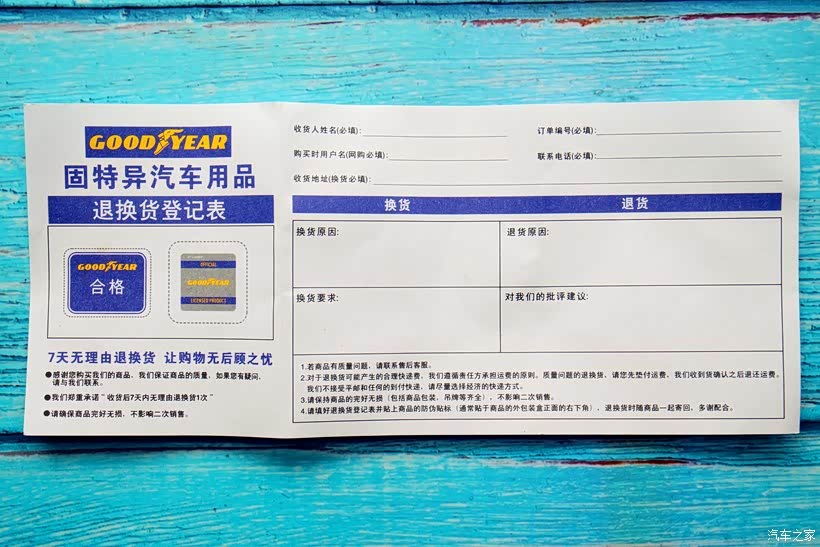 GOODYEAR
固特异汽车用品
退换货登记表
GOODYEAR
合格
OFFICIAL
GOODYEAR
LICENSED PRODUCT
7天无理由退换货 让购物无后顾之忧
●感谢您购买我们的商品，我们保证商品的质量，如果您有疑问，
请与我们联系。
●我们郑重承诺“收货后7天内无理由退换货1次”
●请确保商品完好无损，不影响二次销售。
收货人姓名(必填):
订单编号(必填):
购买时用户名(网购必填):
联系电话(必填):
收货地址(换货必填):
换货
退货
换货原因:
退货原因:
换货要求:
对我们的批评建议:
1.若商品有质量问题，请联系售后客服。
2.对于退换货可能产生的合理快递费，我们遵循责任方承担运费的原则。质量问题的退换货，请您先垫付运费，我们收到货确认之后退还运费。
我们不接受平邮和任何的到付快递，请尽量选择经济的快递方式。
3.请保持商品的完好无损（包括商品包装、吊牌等齐全），不影响二次销售。
4.请填好退换货登记表并贴上商品的防伪贴标（通常贴于商品的外包装盒正面的右下角），退换货时随商品一起寄回，多谢配合。
汽车之家